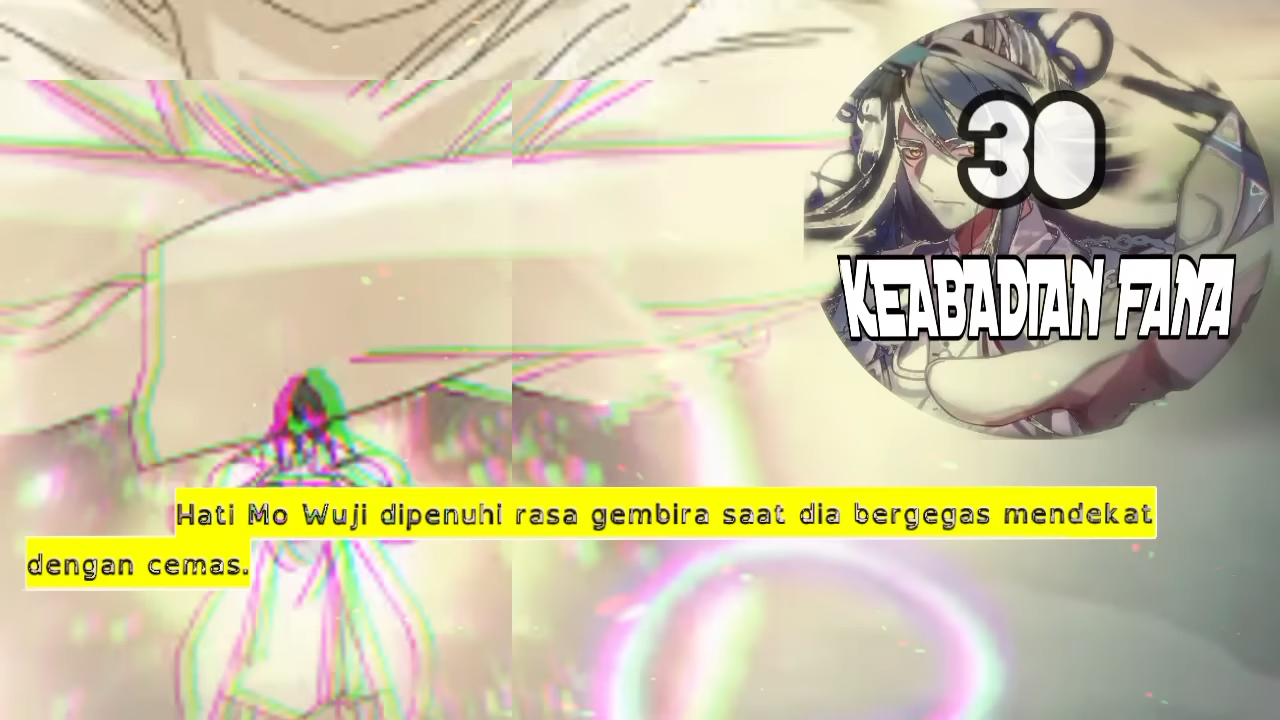 30
KEABADIAN FANA
Hati Mo Wuji dipenuhi rasa gembira saat dia bergegas mendekat
dengan cemas.